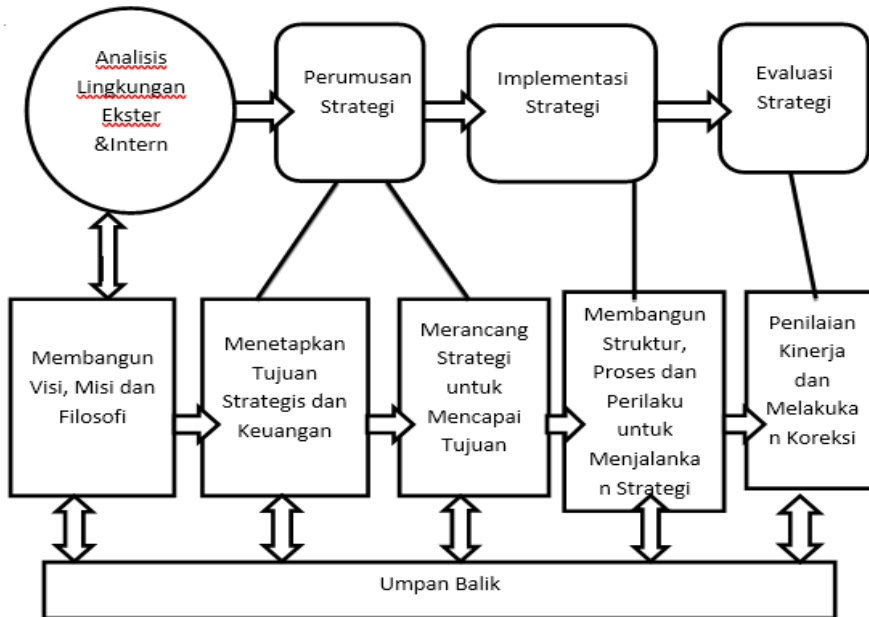 Analisis
Lingkungan
Ekster
&Intern
Perumusan
Strategi
Implementasi
Strategi
Evaluasi
Strategi
Membangun
Visi, Misi dan
Filosofi
Menetapkan
Tujuan
Strategis dan
Keuangan
Merancang
Strategi
untuk
Mencapai
Tujuan
Membangun
Struktur,
Proses dan
Perilaku
untuk
Menjalanka
n Strategi
Penilaian
Kinerja
dan
Melakuka
n Koreksi
Umpan Balik